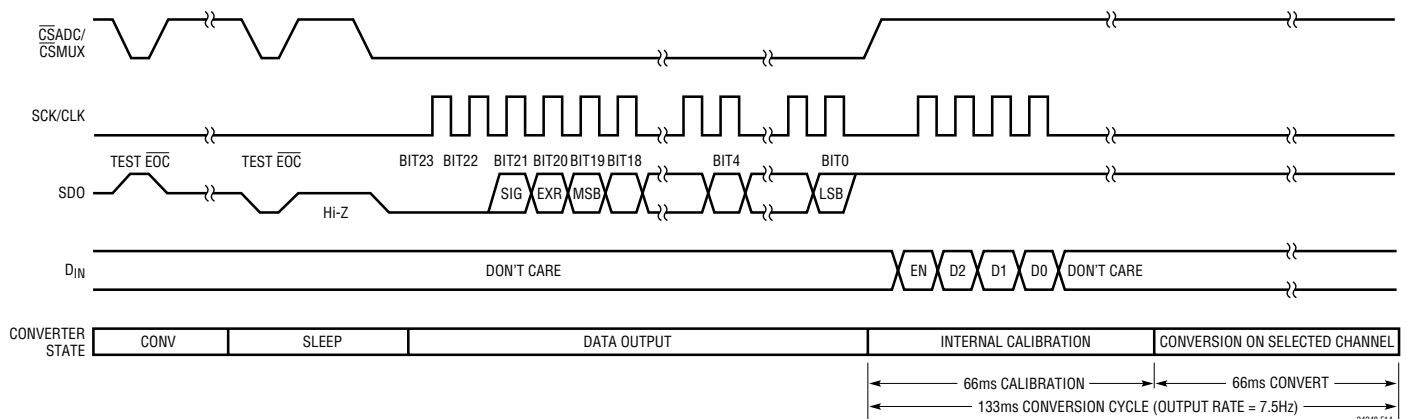 CSADC/
CSMUX
SCK/CLK
TEST EOC TEST EOC BIT23 BIT22 BIT21 BIT20 BIT19 BIT18 BIT4 BIT0
SDO Hi-Z SIG EXR MSB LSB
DIN DON'T CARE EN D2 D1 D0 DON'T CARE
CONVERTER
STATE CONV SLEEP DATA OUTPUT INTERNAL CALIBRATION CONVERSION ON SELECTED CHANNEL
66ms CALIBRATION 66ms CONVERT
133ms CONVERSION CYCLE (OUTPUT RATE = 7.5Hz)